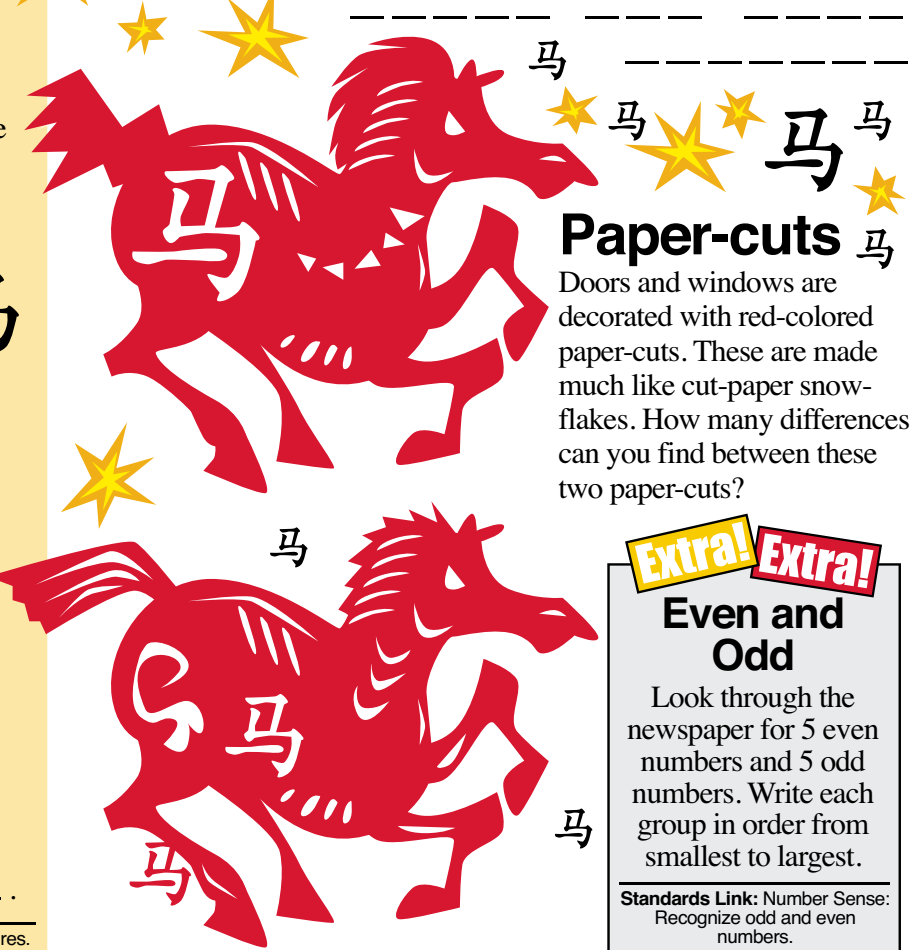 马
马
马
马
马
Paper-cuts
Doors and windows are
decorated with red-colored
paper-cuts. These are made
much like cut-paper snow-
flakes. How many differences
can you find between these
two paper-cuts?
马
马
马
马
马
Extra! Extra!
Even and
Odd
Look through the
newspaper for 5 even
numbers and 5 odd
numbers. Write each
group in order from
smallest to largest.
Standards Link: Number Sense:
Recognize odd and even
numbers.
e
.
res.